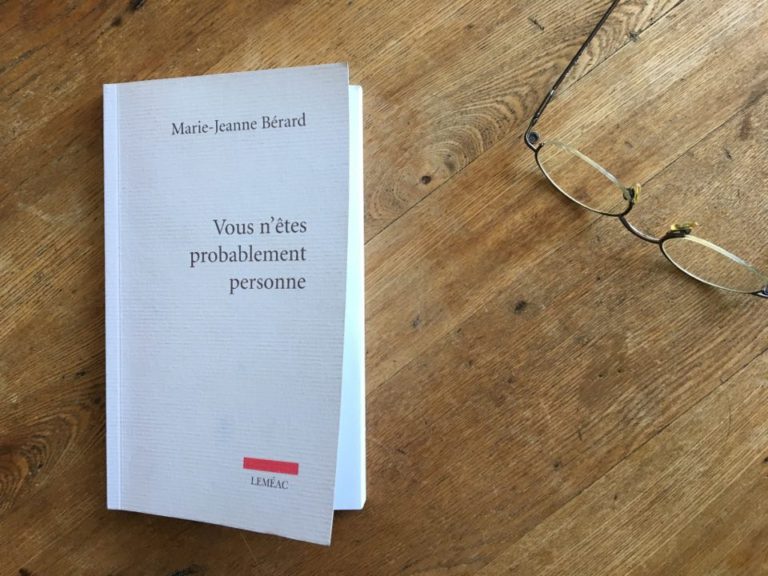 Marie-Jeanne Bérard
Vous n'êtes
probablement
personne
LEMÉAC